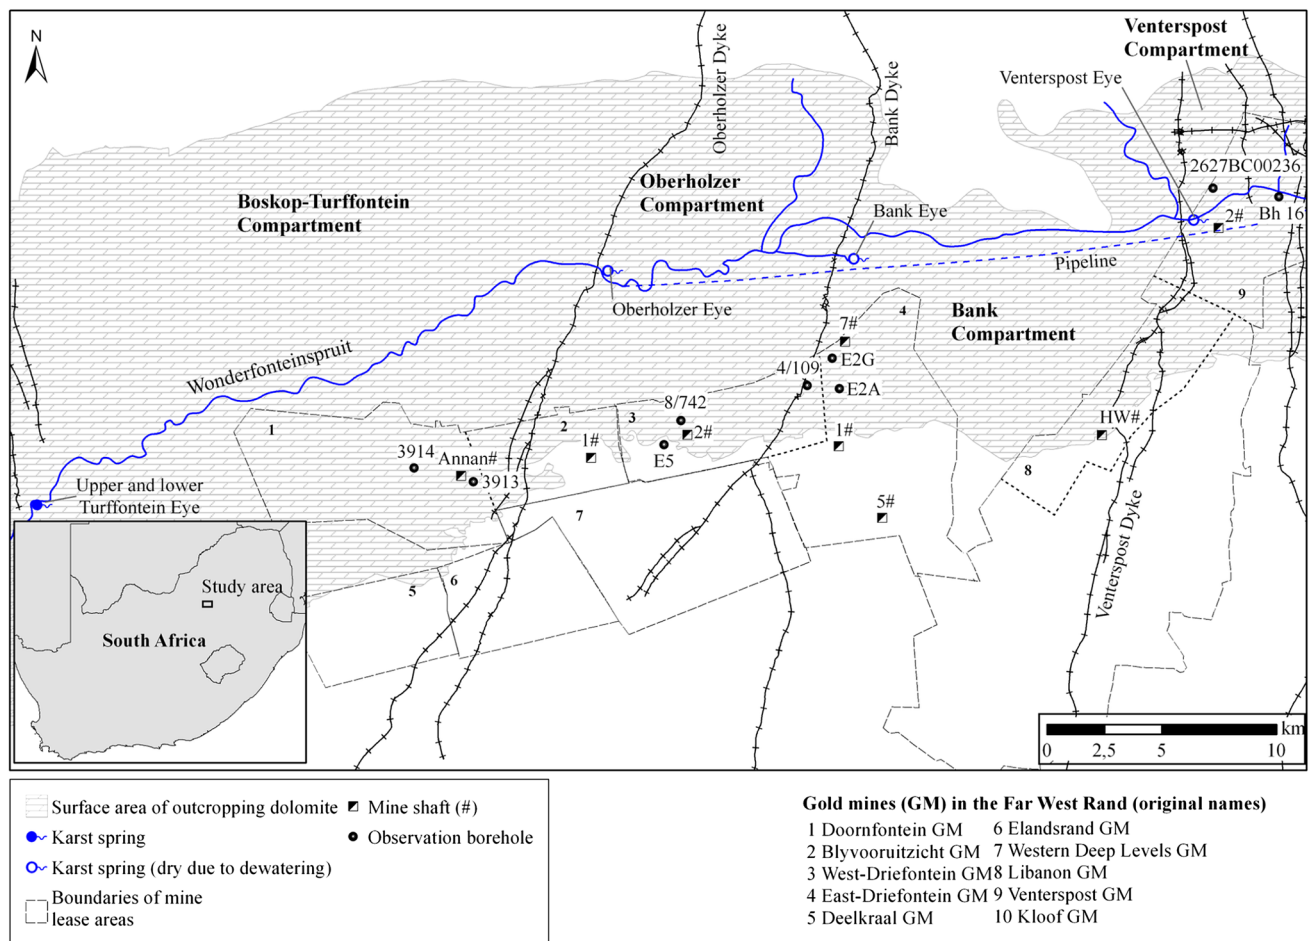 N
Venterspost
Compartment
Venterspost Eye
Oberholzer Dyke
Bank Dyke
2627BC00236
Oberholzer
Compartment
Boskop-Turffontein
Compartment
Bank Eye
2#
Bh 16
Pipeline
Oberholzer Eye
9
4
Bank
Compartment
7#
E2G
4/109
E2A
Wonderfonteinspruit
8/742
HW#
1
2
3
1#
2#
1#
3914
Annan#
E5
8
3913
Upper and lower
Turffontein Eye
5#
7
Venterspost Dyke
6
5
Study area
South Africa
km
0
2,5
5
10
Surface area of outcropping dolomite
Mine shaft (#)
Karst spring
Observation borehole
Karst spring (dry due to dewatering)
Boundaries of mine
lease areas
Gold mines (GM) in the Far West Rand (original names)
1 Doornfontein GM
6 Elandsrand GM
2 Blyvooruitzicht GM
7 Western Deep Levels GM
3 West-Driefontein GM
8 Libanon GM
4 East-Driefontein GM
9 Venterspost GM
5 Deelkraal GM
10 Kloof GM